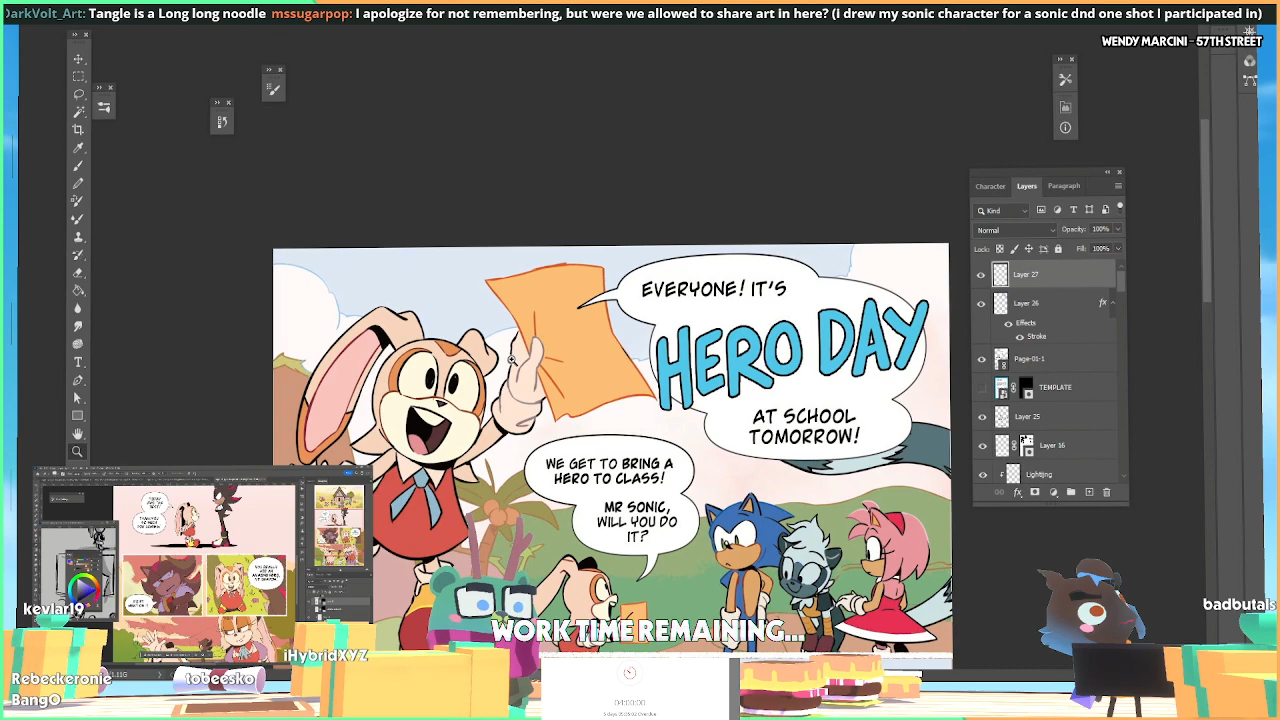 DarkVolt_Art: Tangle is a Long long noodle mssugarpop: I apologize for not remembering, but were we allowed to share art in here? (i drew my sonic character for a sonic dnd one shot I participated in)
WENDY MARCINI - 57TH STREET
Character Layers Paragraph
Kind
Normal Opacity: 100%
Lock: Fill: 100%
Layer 27
Layer 26 fx
Effects
Stroke
Page-01-1
TEMPLATE
Layer 25
Layer 16
Lighting
EVERYONE! IT'S
HERO DAY
AT SCHOOL
TOMORROW!
WE GET TO BRING A
HERO TO CLASS!
MR SONIC,
WILL YOU DO
IT?
WORK TIME REMAINING...
04:00:00
kevlar19
iHybridXYZ
Rebeckeronie
BangO
tobeesko
badbutals